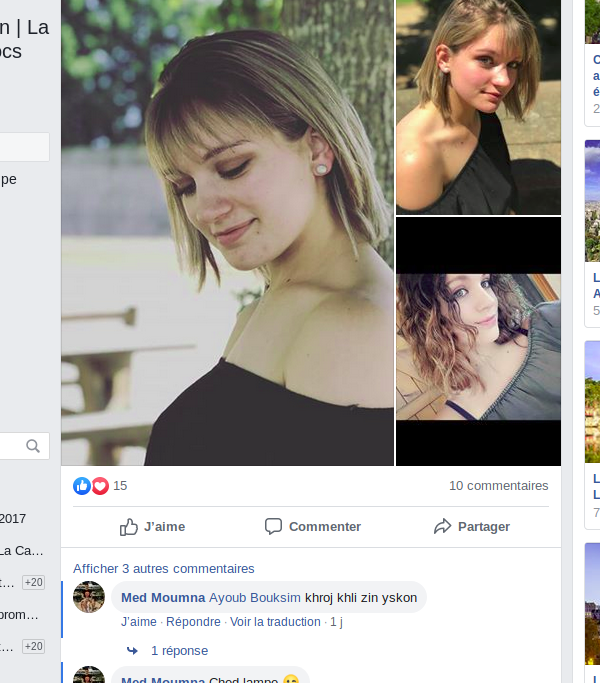 n | La
ocs
pe
2017
La Ca...
t... +20
prom...
t... +20
15
10 commentaires
J'aime
Commenter
Partager
Afficher 3 autres commentaires
Med Moumna Ayoub Bouksim khroj khli zin yskon
J'aime · Répondre · Voir la traduction · 1 j
1 réponse
Med Moumna Chod lampe 😉
C
a
é
2
L
A
5
L
L
7
L